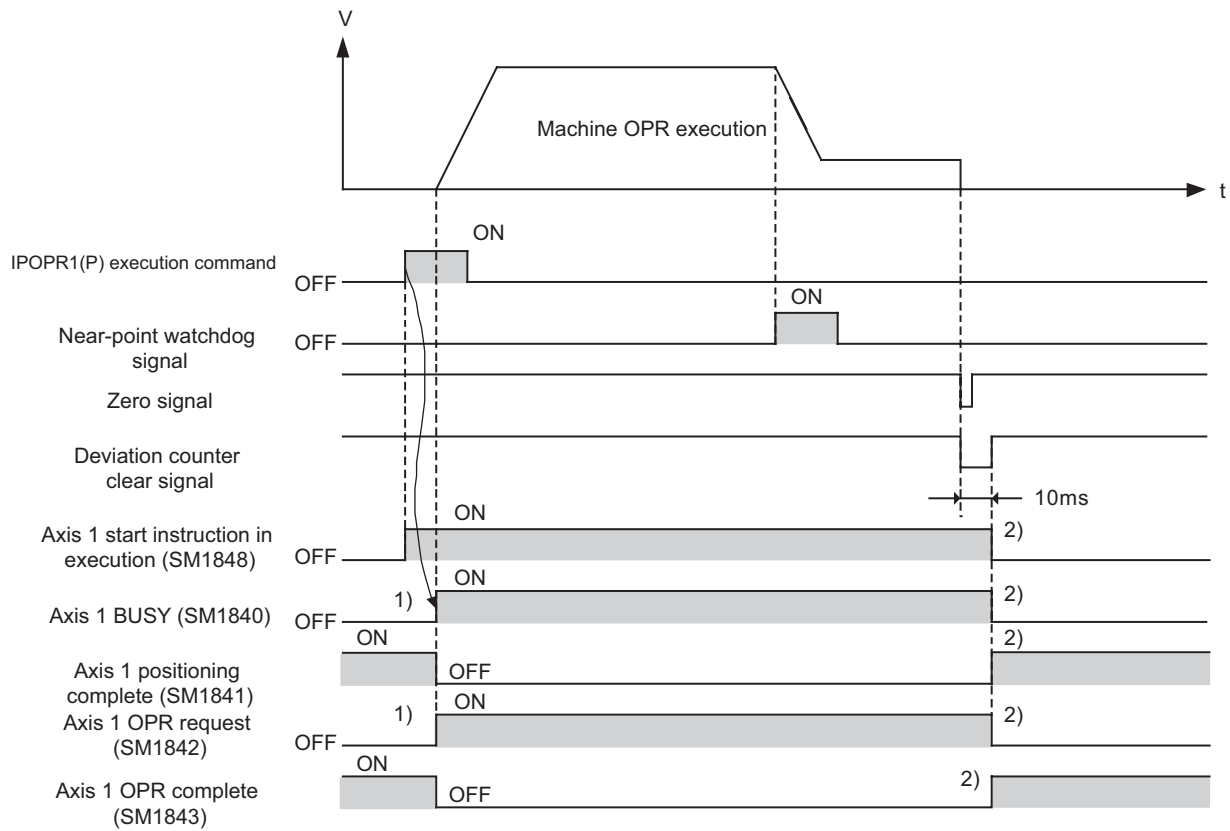 V
Machine OPR execution
t
ON
IPOPR1(P) execution command
OFF
ON
Near-point watchdog
signal
OFF
Zero signal
Deviation counter
clear signal
10ms
ON
2)
Axis 1 start instruction in
execution (SM1848)
OFF
ON
1)
2)
Axis 1 BUSY (SM1840)
OFF
ON
2)
Axis 1 positioning
complete (SM1841)
OFF
ON
Axis 1 OPR request
(SM1842)
1)
2)
OFF
ON
2)
Axis 1 OPR complete
(SM1843)
OFF